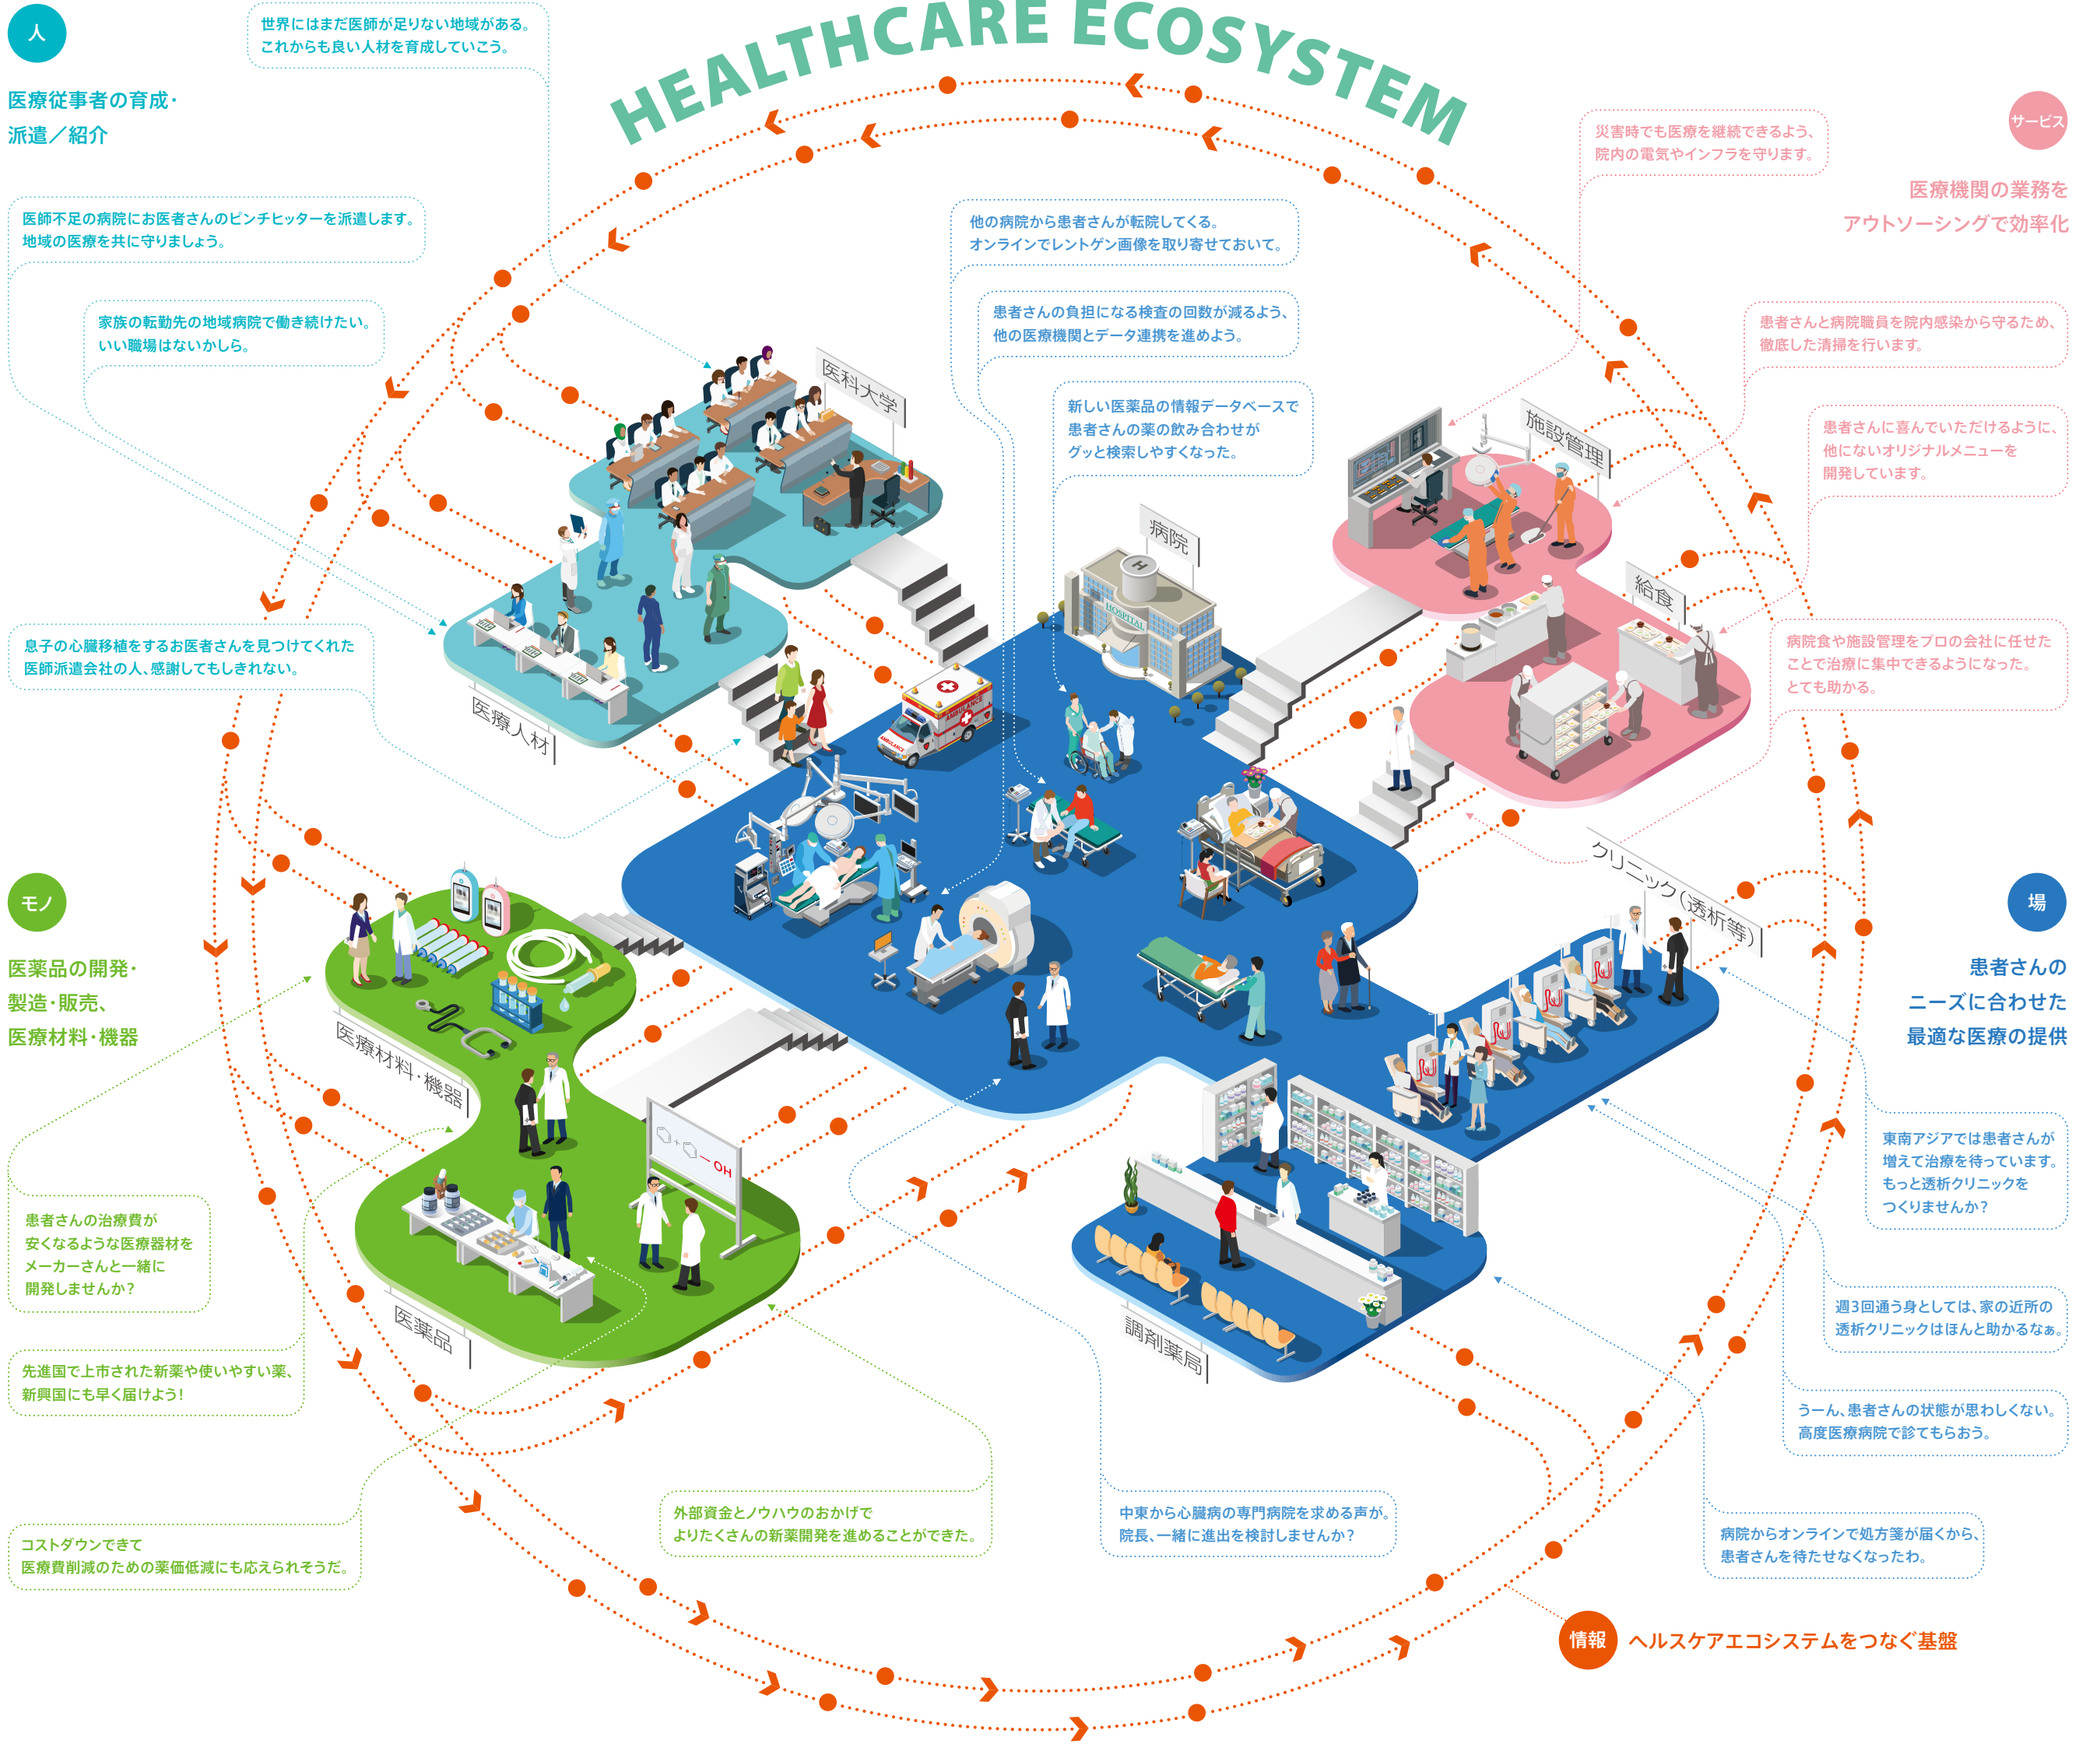 HEALTHCARE ECOSYSTEM
人
医療従事者の育成・
派遣／紹介
世界にはまだ医師が足りない地域がある。
これからも良い人材を育成していこう。
医師不足の病院にお医者さんのピンチヒッターを派遣します。
地域の医療を共に守りましょう。
家族の転勤先の地域病院で働き続けたい。
いい職場はないかしら。
息子の心臓移植をするお医者さんを見つけてくれた
医師派遣会社の人、感謝してもしきれない。
医科大学
医療人材
他の病院から患者さんが転院してくる。
オンラインでレントゲン画像を取り寄せておいて。
患者さんの負担になる検査の回数が減るよう、
他の医療機関とデータ連携を進めよう。
新しい医薬品の情報データベースで
患者さんの薬の飲み合わせが
グッと検索しやすくなった。
病院
H
HOSPITAL
AMBULANCE
AMBULANCE
サービス
医療機関の業務を
アウトソーシングで効率化
災害時でも医療を継続できるよう、
院内の電気やインフラを守ります。
患者さんと病院職員を院内感染から守るため、
徹底した清掃を行います。
患者さんに喜んでいただけるように、
他にないオリジナルメニューを
開発しています。
病院食や施設管理をプロの会社に任せた
ことで治療に集中できるようになった。
とても助かる。
施設管理
給食
モノ
医薬品の開発・
製造・販売、
医療材料・機器
医療材料・機器
医薬品
OH
患者さんの治療費が
安くなるような医療器材を
メーカーさんと一緒に
開発しませんか？
先進国で上市された新薬や使いやすい薬、
新興国にも早く届けよう！
コストダウンできて
医療費削減のための薬価低減にも応えられそうだ。
外部資金とノウハウのおかげで
よりたくさんの新薬開発を進めることができた。
場
患者さんの
ニーズに合わせた
最適な医療の提供
クリニック（透析等）
調剤薬局
東南アジアでは患者さんが
増えて治療を待っています。
もっと透析クリニックを
つくりませんか？
週3回通う身としては、家の近所の
透析クリニックはほんと助かるなぁ。
うーん、患者さんの状態が思わしくない。
高度医療病院で診てもらおう。
中東から心臓病の専門病院を求める声が。
院長、一緒に進出を検討しませんか？
病院からオンラインで処方箋が届くから、
患者さんを待たせなくなったわ。
情報
ヘルスケアエコシステムをつなぐ基盤